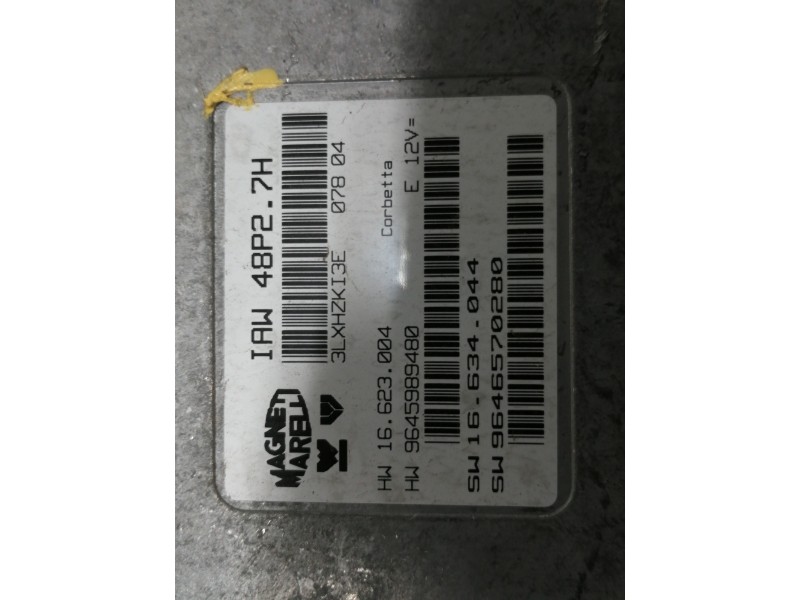 MAGNETI
MARELLI
IAW 48P2.7H
3LXHZKI3E 078 04
Corbetta
HW 16.623.004
HW 9645989480 E 12V=
SW 16.634.044
SW 9646570280